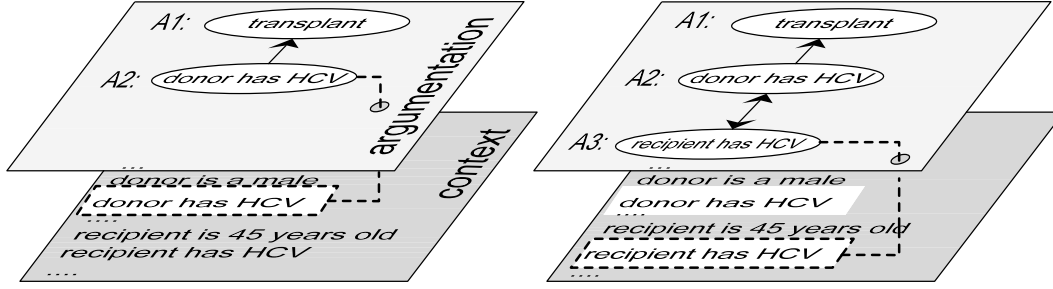 A1: transplant
A2: donor has HCV
argumentation
context
....
donor is a male
donor has HCV
....
recipient is 45 years old
recipient has HCV
....
A1: transplant
A2: donor has HCV
A3: recipient has HCV
...
donor is a male
donor has HCV
....
recipient is 45 years old
recipient has HCV
....